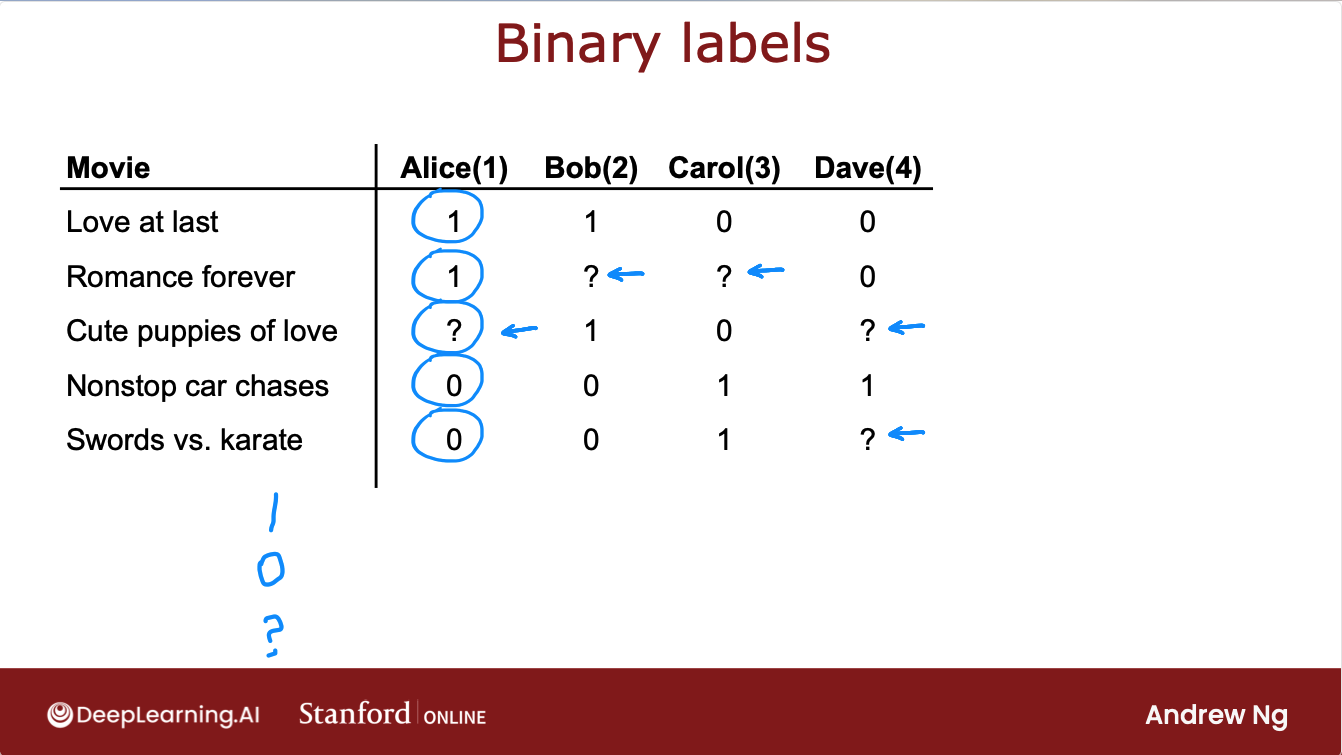 Binary labels
Movie Alice(1) Bob(2) Carol(3) Dave(4)
Love at last 1 1 0 0
Romance forever 1 ? ? 0
Cute puppies of love ? 1 0 ?
Nonstop car chases 0 0 1 1
Swords vs. karate 0 0 1 ?
1
0
?
DeepLearning.AI Stanford ONLINE Andrew Ng